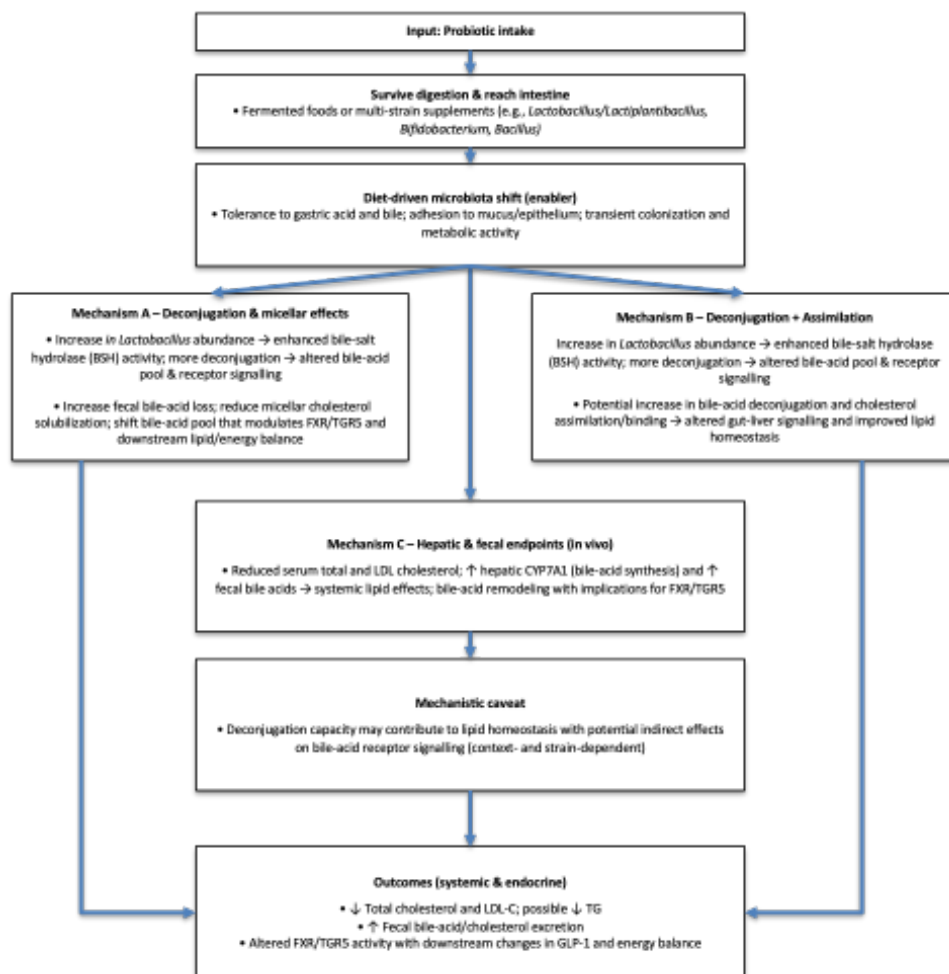 Input: Probiotic intake
Survive digestion & reach intestine
• Fermented foods or multi-strain supplements (e.g., Lactobacillus/Lactiplantibacillus,
Bifidobacterium, Bacillus)
Diet-driven microbiota shift (enabler)
• Tolerance to gastric acid and bile; adhesion to mucus/epithelium; transient colonization and
metabolic activity
Mechanism A – Deconjugation & micellar effects
• Increase in Lactobacillus abundance → enhanced bile-salt
hydrolase (BSH) activity; more deconjugation → altered bile-acid
pool & receptor signalling
• Increase fecal bile-acid loss; reduce micellar cholesterol
solubilization; shift bile-acid pool that modulates FXR/TGR5 and
downstream lipid/energy balance
Mechanism B – Deconjugation + Assimilation
Increase in Lactobacillus abundance → enhanced bile-salt
hydrolase (BSH) activity; more deconjugation → altered bile-acid
pool & receptor signalling
• Potential increase in bile-acid deconjugation and cholesterol
assimilation/binding → altered gut-liver signalling and improved lipid
homeostasis
Mechanism C – Hepatic & fecal endpoints (in vivo)
• Reduced serum total and LDL cholesterol; ↑ hepatic CYP7A1 (bile-acid synthesis) and ↑
fecal bile acids → systemic lipid effects; bile-acid remodeling with implications for FXR/TGR5
Mechanistic caveat
• Deconjugation capacity may contribute to lipid homeostasis with potential indirect effects
on bile-acid receptor signalling (context- and strain-dependent)
Outcomes (systemic & endocrine)
• ↓ Total cholesterol and LDL-C; possible ↓ TG
• ↑ Fecal bile-acid/cholesterol excretion
• Altered FXR/TGR5 activity with downstream changes in GLP-1 and energy balance